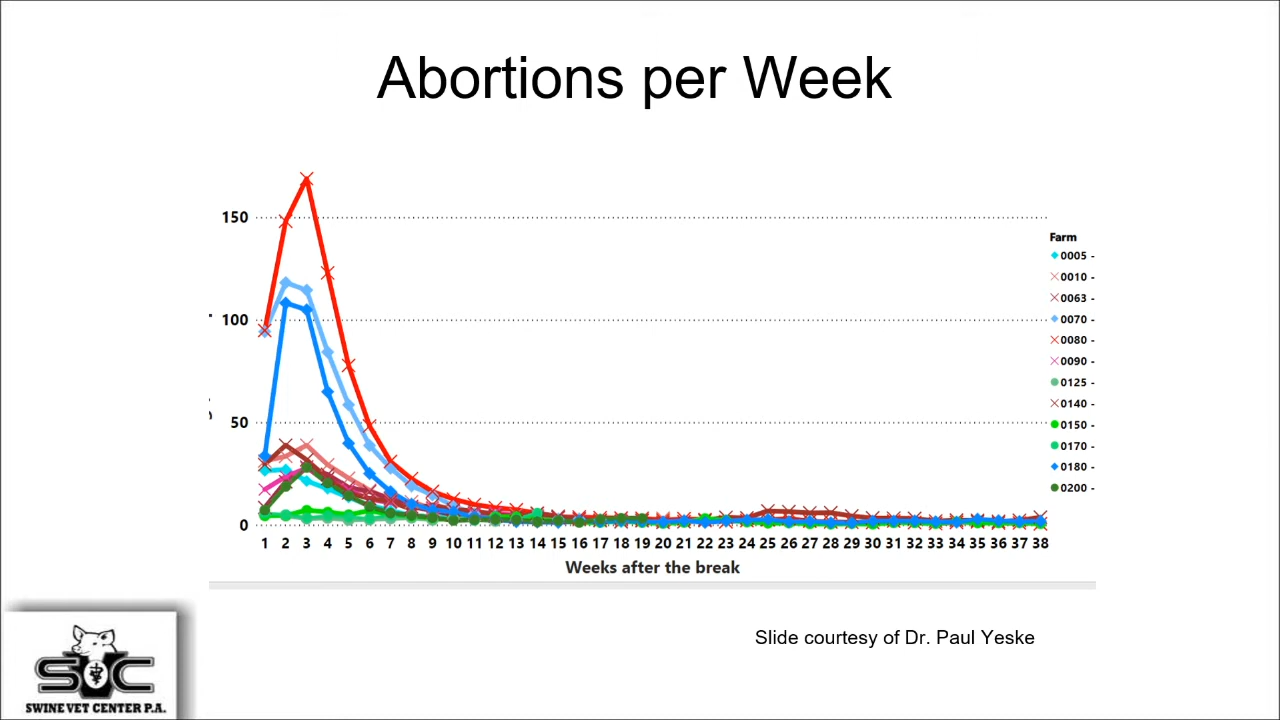 Abortions per Week
150
100
50
0
1 2 3 4 5 6 7 8 9 10 11 12 13 14 15 16 17 18 19 20 21 22 23 24 25 26 27 28 29 30 31 32 33 34 35 36 37 38
Weeks after the break
Farm
0005 -
0010 -
0063 -
0070 -
0080 -
0090 -
0125 -
0140 -
0150 -
0170 -
0180 -
0200 -
Slide courtesy of Dr. Paul Yeske
SVC
SWINE VET CENTER P.A.